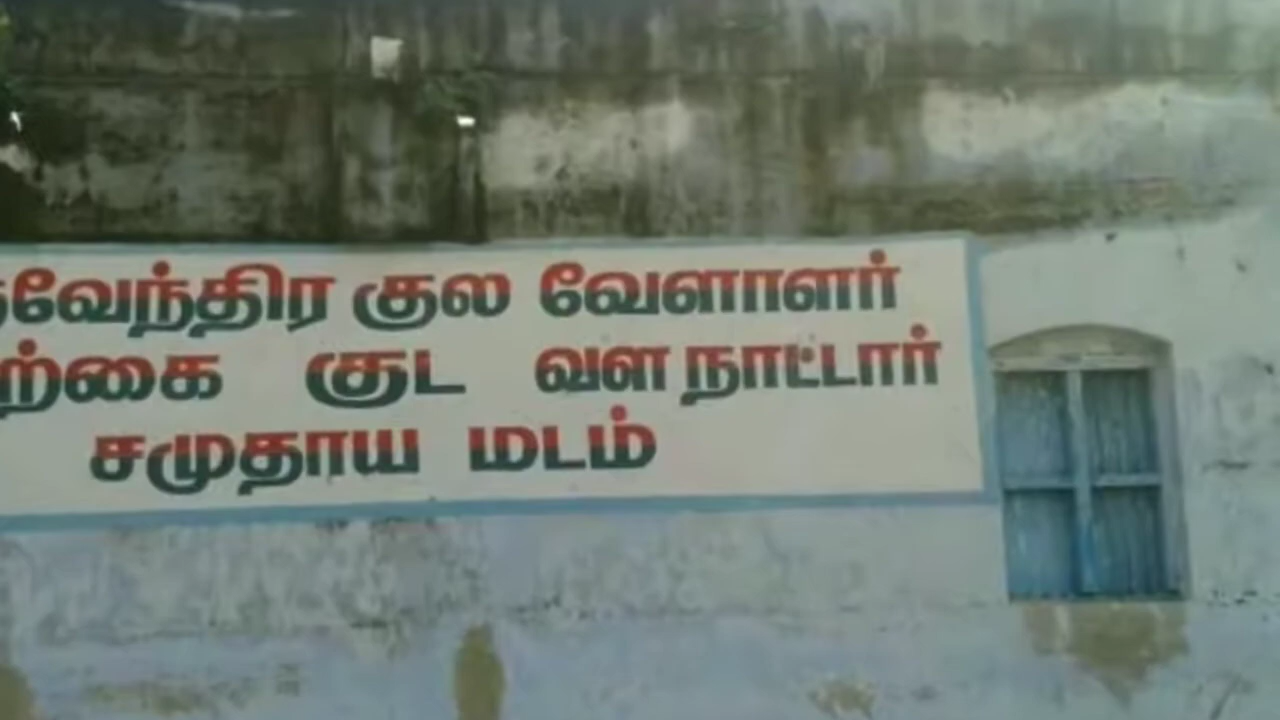 வேந்திர குல வேளாளர்
ற்கை குட வள நாட்டார்
சமுதாய மடம்